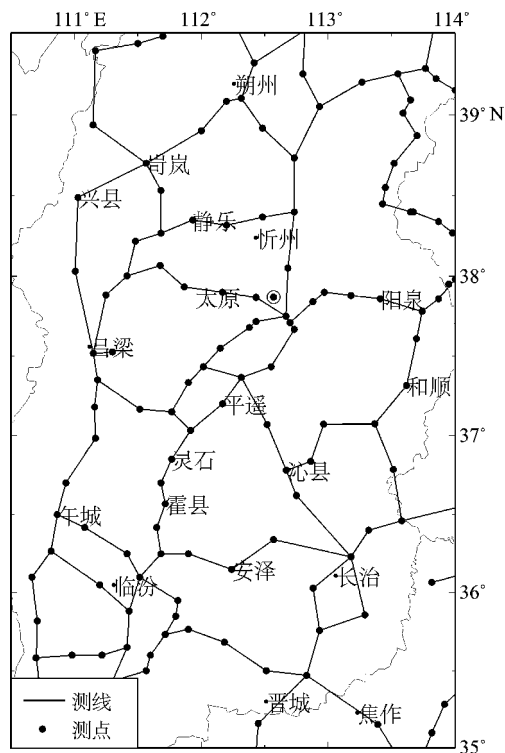 111° E
112°
113°
114°
朔州
39° N
岢岚
兴县
静乐
忻州
38°
太原
阳泉
吕梁
和顺
平遥
37°
灵石
沁县
霍县
午城
安泽
长治
临汾
36°
晋城
焦作
测线
测点
35°